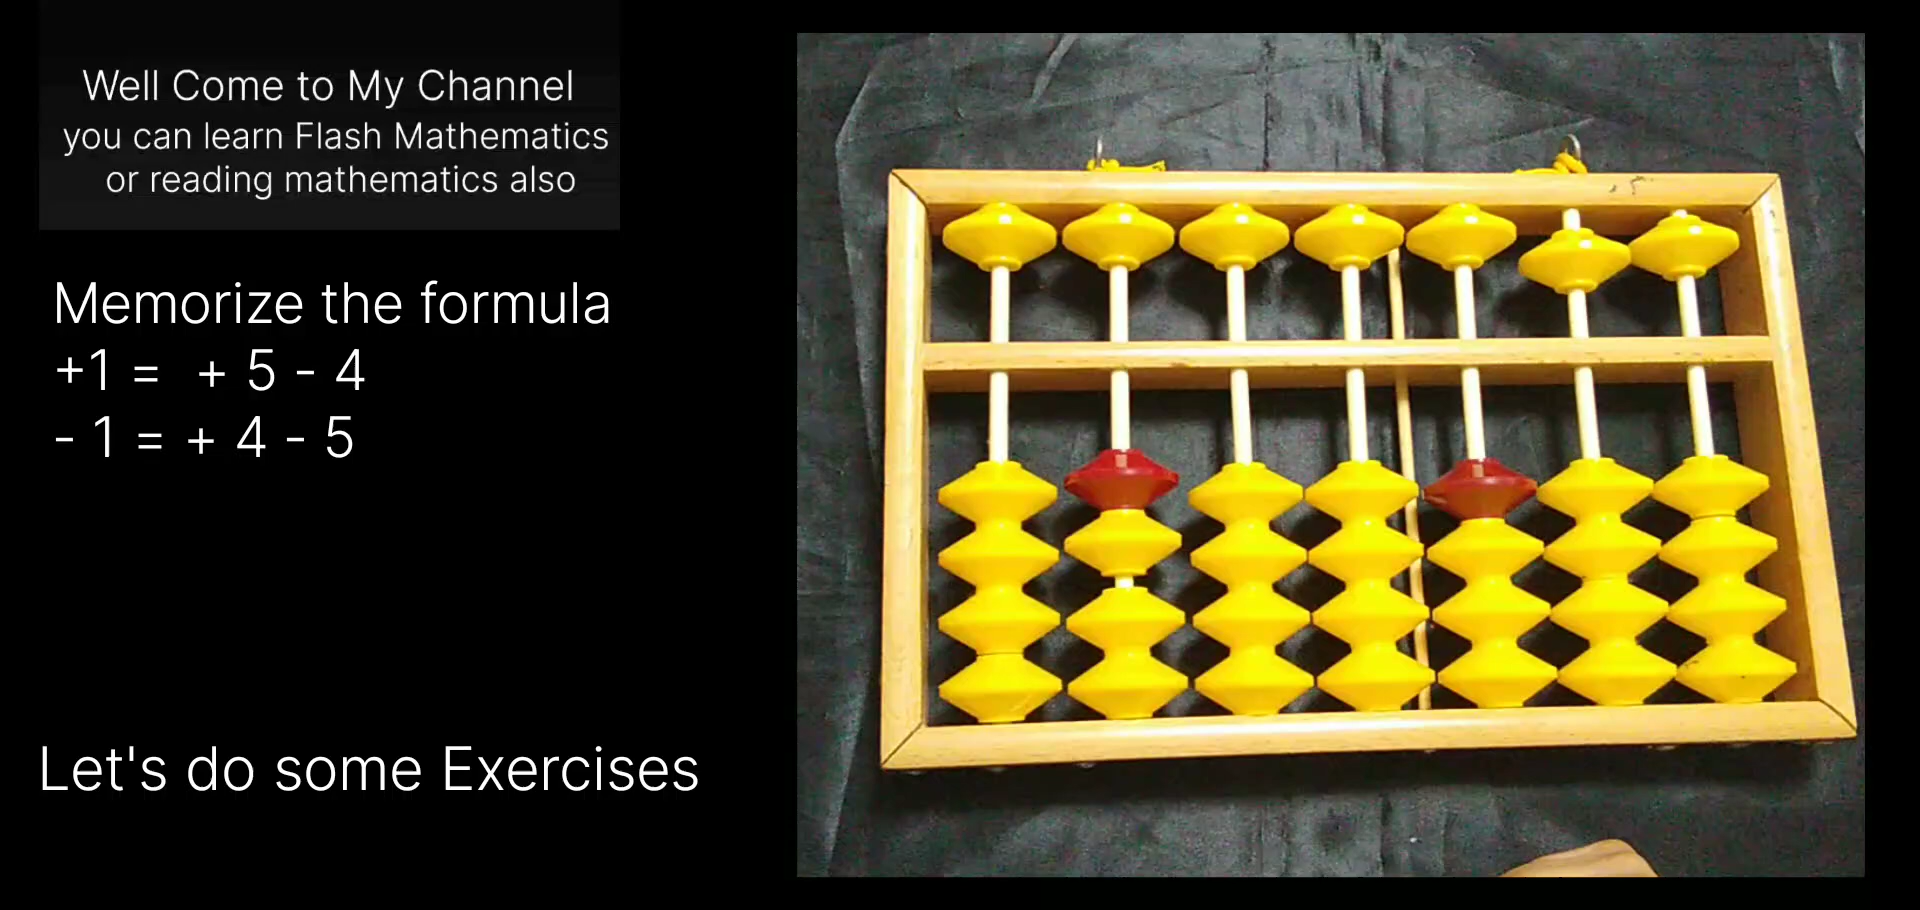 Well Come to My Channel
you can learn Flash Mathematics
or reading mathematics also
Memorize the formula
+1 = + 5 - 4
- 1 = + 4 - 5
Let's do some Exercises